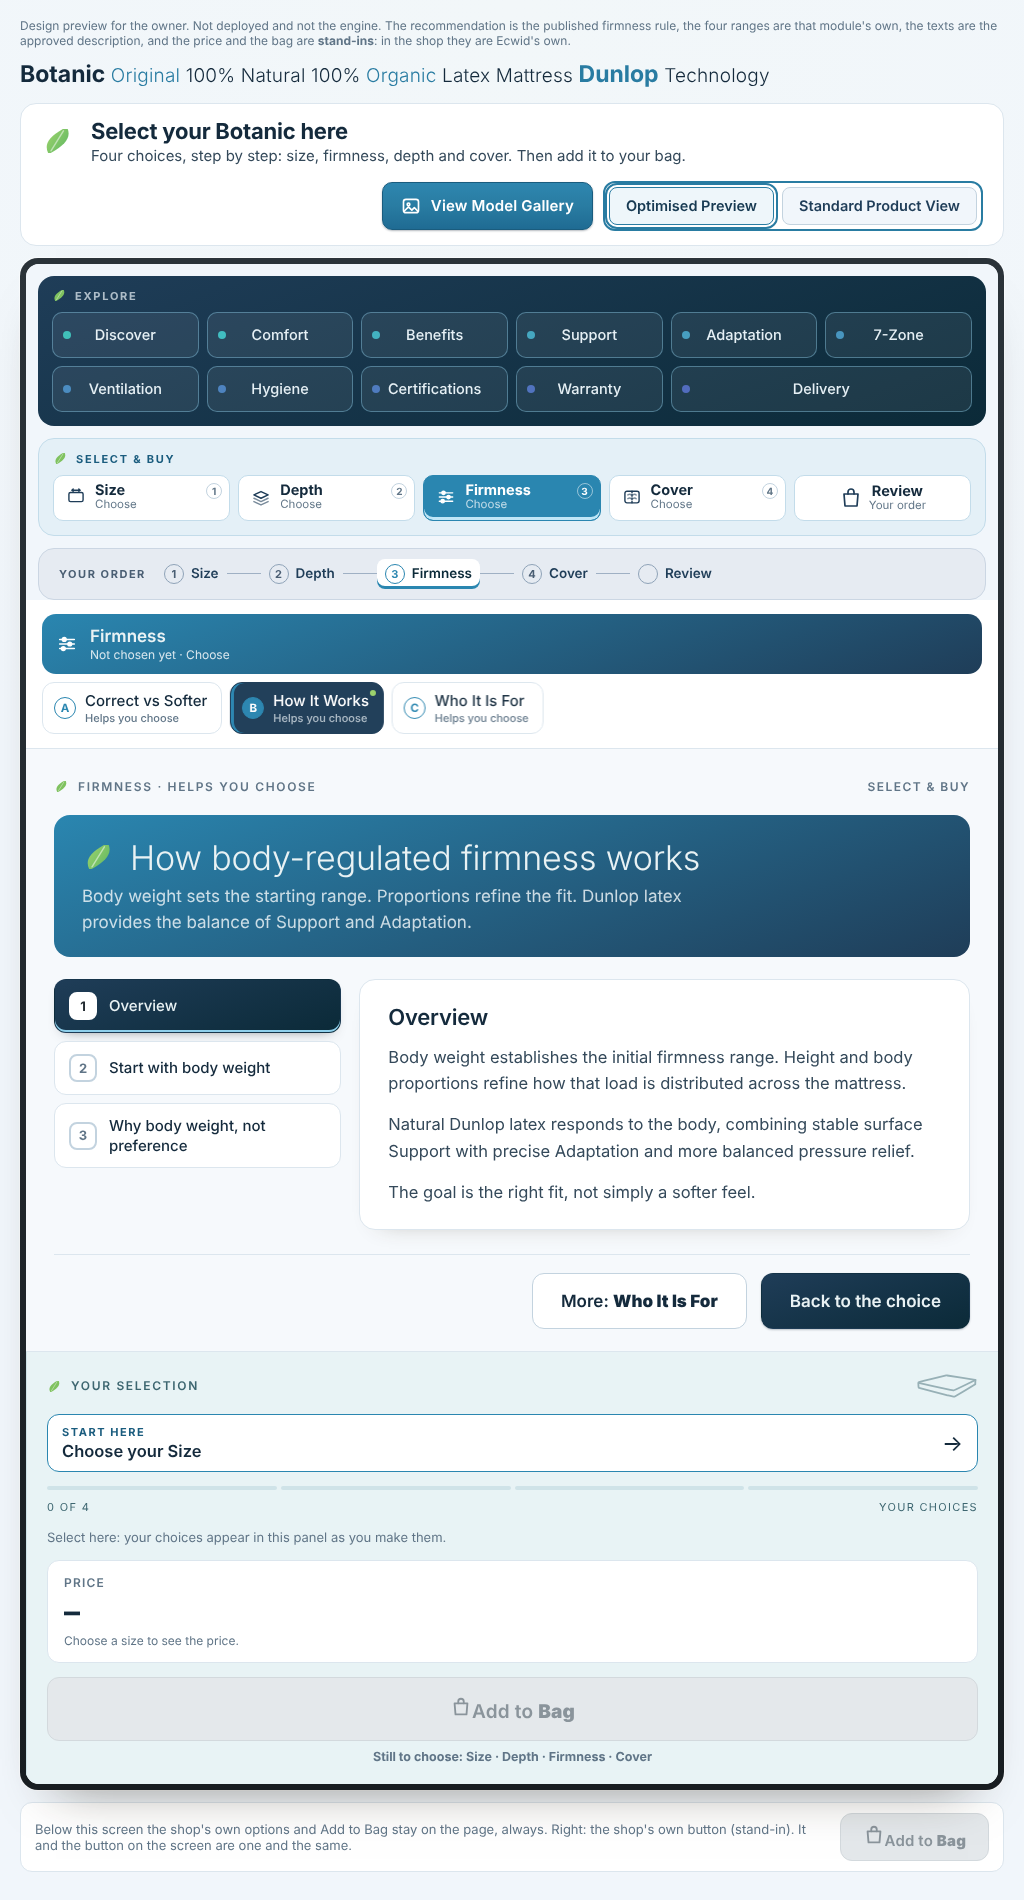 Design preview for the owner. Not deployed and not the engine. The recommendation is the published firmness rule, the four ranges are that module's own, the texts are the
approved description, and the price and the bag are stand-ins: in the shop they are Ecwid's own.
Botanic Original 100% Natural 100% Organic Latex Mattress Dunlop Technology
Select your Botanic here
Four choices, step by step: size, firmness, depth and cover. Then add it to your bag.
View Model Gallery
Optimised Preview
Standard Product View
EXPLORE
Discover
Comfort
Benefits
Support
Adaptation
7-Zone
Ventilation
Hygiene
Certifications
Warranty
Delivery
SELECT & BUY
Size
Choose
1
Depth
Choose
2
Firmness
Choose
3
Cover
Choose
4
Review
Your order
YOUR ORDER
1 Size
2 Depth
3 Firmness
4 Cover
Review
Firmness
Not chosen yet · Choose
A
Correct vs Softer
Helps you choose
B
How It Works
Helps you choose
C
Who It Is For
Helps you choose
FIRMNESS · HELPS YOU CHOOSE
SELECT & BUY
How body-regulated firmness works
Body weight sets the starting range. Proportions refine the fit. Dunlop latex
provides the balance of Support and Adaptation.
1 Overview
2 Start with body weight
3 Why body weight, not
preference
Overview
Body weight establishes the initial firmness range. Height and body
proportions refine how that load is distributed across the mattress.
Natural Dunlop latex responds to the body, combining stable surface
Support with precise Adaptation and more balanced pressure relief.
The goal is the right fit, not simply a softer feel.
More: Who It Is For
Back to the choice
YOUR SELECTION
START HERE
Choose your Size
0 OF 4
YOUR CHOICES
Select here: your choices appear in this panel as you make them.
PRICE
–
Choose a size to see the price.
Add to Bag
Still to choose: Size · Depth · Firmness · Cover
Below this screen the shop's own options and Add to Bag stay on the page, always. Right: the shop's own button (stand-in). It
and the button on the screen are one and the same.
Add to Bag